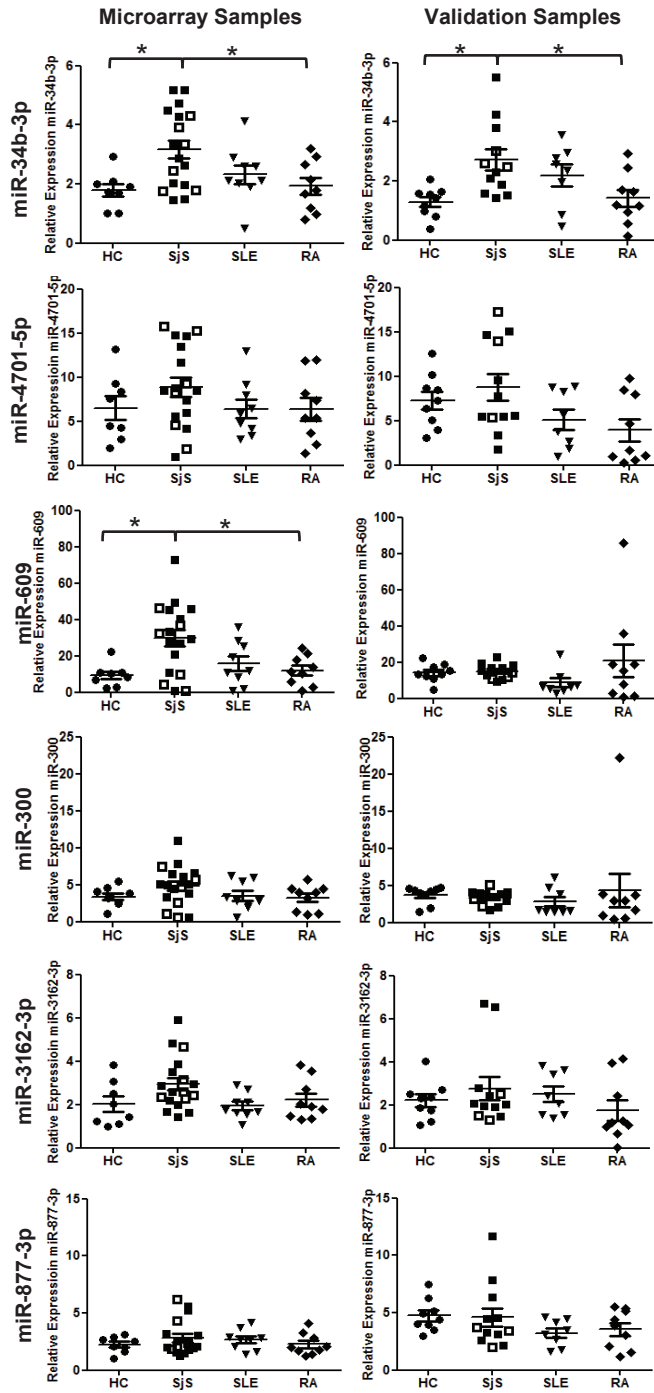 Microarray Samples
Validation Samples
miR-34b-3p
Relative Expression miR-34b-3p
6
4
2
0
* *
HC SjS SLE RA
Relative Expression miR-34b-3p
6
4
2
0
* *
HC SjS SLE RA
miR-4701-5p
Relative Expression miR-4701-5p
20
15
10
5
0
HC SjS SLE RA
Relative Expression miR-4701-5p
20
15
10
5
0
HC SjS SLE RA
miR-609
Relative Expression miR-609
100
80
60
40
20
0
* *
HC SjS SLE RA
Relative Expression miR-609
100
80
60
40
20
0
HC SjS SLE RA
miR-300
Relative Expression miR-300
25
20
15
10
5
0
HC SjS SLE RA
Relative Expression miR-300
25
20
15
10
5
0
HC SjS SLE RA
miR-3162-3p
Relative Expressioin miR-3162-3p
8
6
4
2
0
HC SjS SLE RA
Relative Expressioin miR-3162-3p
8
6
4
2
0
HC SjS SLE RA
miR-877-3p
Relative Expressioin miR-877-3p
15
10
5
0
HC SjS SLE RA
Relative Expressioin miR-877-3p
15
10
5
0
HC SjS SLE RA